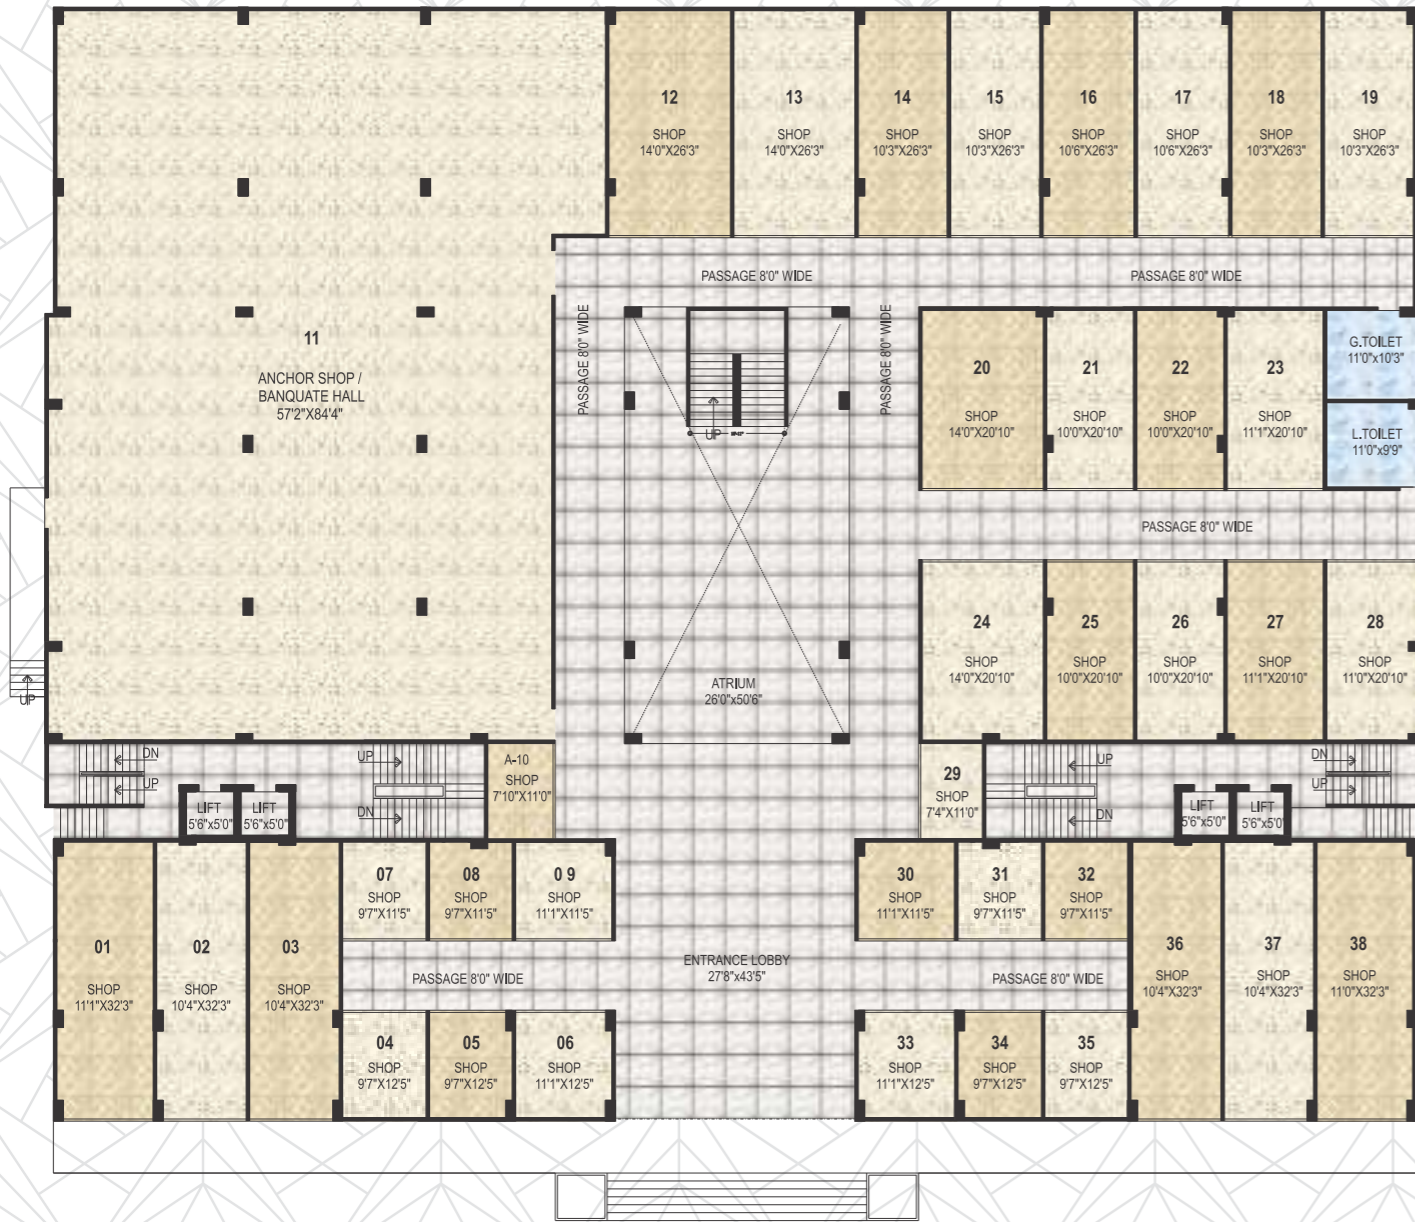 12
SHOP
14'0"X26'3"
13
SHOP
14'0"X26'3"
14
SHOP
10'3"X26'3"
15
SHOP
10'3"X26'3"
16
SHOP
10'6"X26'3"
17
SHOP
10'6"X26'3"
18
SHOP
10'3"X26'3"
19
SHOP
10'3"X26'3"
PASSAGE 8'0" WIDE
PASSAGE 8'0" WIDE
11
ANCHOR SHOP /
BANQUATE HALL
57'2"X84'4"
PASSAGE 8'0" WIDE
UP
PASSAGE 8'0" WIDE
20
SHOP
14'0"X20'10"
21
SHOP
10'0"X20'10"
22
SHOP
10'0"X20'10"
23
SHOP
11'1"X20'10"
G.TOILET
11'0"x10'3"
L.TOILET
11'0"x9'9"
PASSAGE 8'0" WIDE
24
SHOP
14'0"X20'10"
25
SHOP
10'0"X20'10"
26
SHOP
10'0"X20'10"
27
SHOP
11'1"X20'10"
28
SHOP
11'0"X20'10"
UP
ATRIUM
26'0"x50'6"
DN
UP
LIFT
5'6"x5'0"
LIFT
5'6"x5'0"
UP
DN
A-10
SHOP
7'10"X11'0"
29
SHOP
7'4"X11'0"
UP
DN
LIFT
5'6"x5'0"
LIFT
5'6"x5'0"
DN
UP
01
SHOP
11'1"X32'3"
02
SHOP
10'4"X32'3"
03
SHOP
10'4"X32'3"
07
SHOP
9'7"X11'5"
08
SHOP
9'7"X11'5"
0 9
SHOP
11'1"X11'5"
PASSAGE 8'0" WIDE
04
SHOP
9'7"X12'5"
05
SHOP
9'7"X12'5"
06
SHOP
11'1"X12'5"
ENTRANCE LOBBY
27'8"x43'5"
30
SHOP
11'1"X11'5"
31
SHOP
9'7"X11'5"
32
SHOP
9'7"X11'5"
PASSAGE 8'0" WIDE
33
SHOP
11'1"X12'5"
34
SHOP
9'7"X12'5"
35
SHOP
9'7"X12'5"
36
SHOP
10'4"X32'3"
37
SHOP
10'4"X32'3"
38
SHOP
11'0"X32'3"